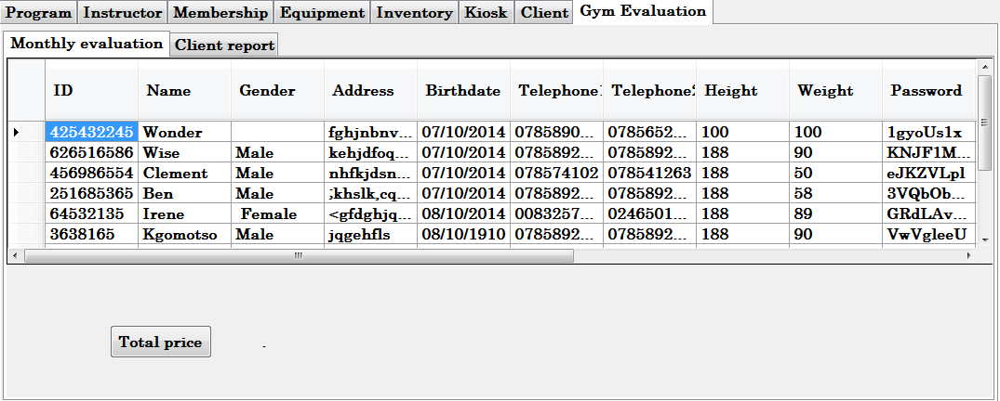 Program Instructor Membership Equipment Inventory Kiosk Client Gym Evaluation
Monthly evaluation Client report
ID Name Gender Address Birthdate Telephone1 Telephone2 Height Weight Password
425432245 Wonder fghjnbnv... 07/10/2014 0785890... 0785652... 100 100 1gyoUs1x
626516586 Wise Male kehjdfoq... 07/10/2014 0785892... 0785892... 188 90 KNJF1M...
456986554 Clement Male nhfkjdsn... 07/10/2014 078574102 078541263 188 50 eJKZVLpl
251685365 Ben Male ;khslk,cq... 07/10/2014 0785892... 0785892... 188 58 3VQbOb...
64532135 Irene Female <gfdghjq... 08/10/2014 0083257... 0246501... 188 89 GRdLAv...
3638165 Kgomotso Male jqgehfls 08/10/1910 0785892... 0785892... 188 90 VwVgleeU
Total price .